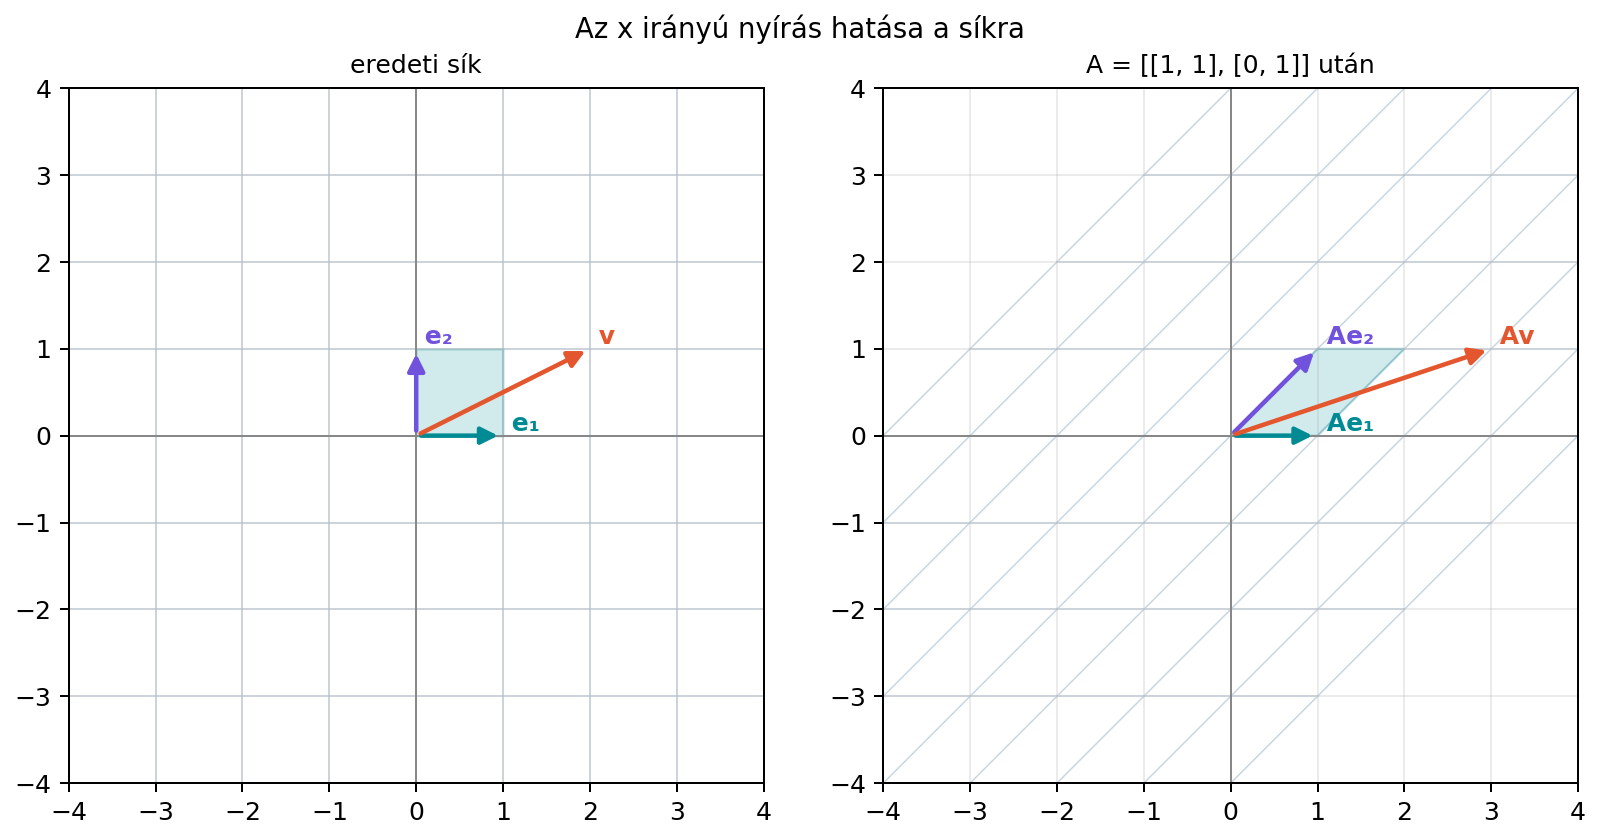 Az x irányú nyírás hatása a síkra
eredeti sík
4
3
2
1
0
−1
−2
−3
−4
−4 −3 −2 −1 0 1 2 3 4
e₂
v
e₁
A = [[1, 1], [0, 1]] után
4
3
2
1
0
−1
−2
−3
−4
−4 −3 −2 −1 0 1 2 3 4
Ae₂
Av
Ae₁